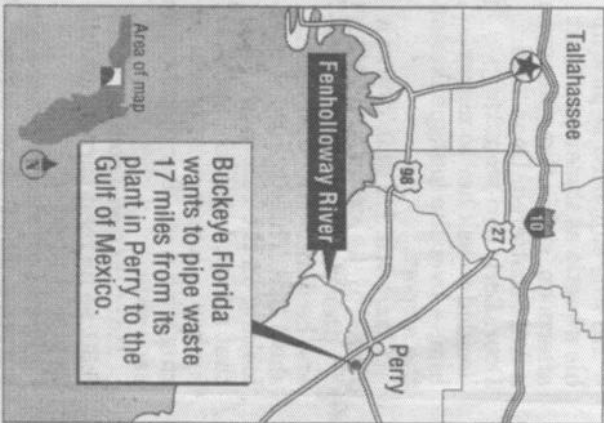 Tallahassee
10
27
98
Perry
Fenholloway River
Buckeye Florida
wants to pipe waste
17 miles from its
plant in Perry to the
Gulf of Mexico.
Area of map
N